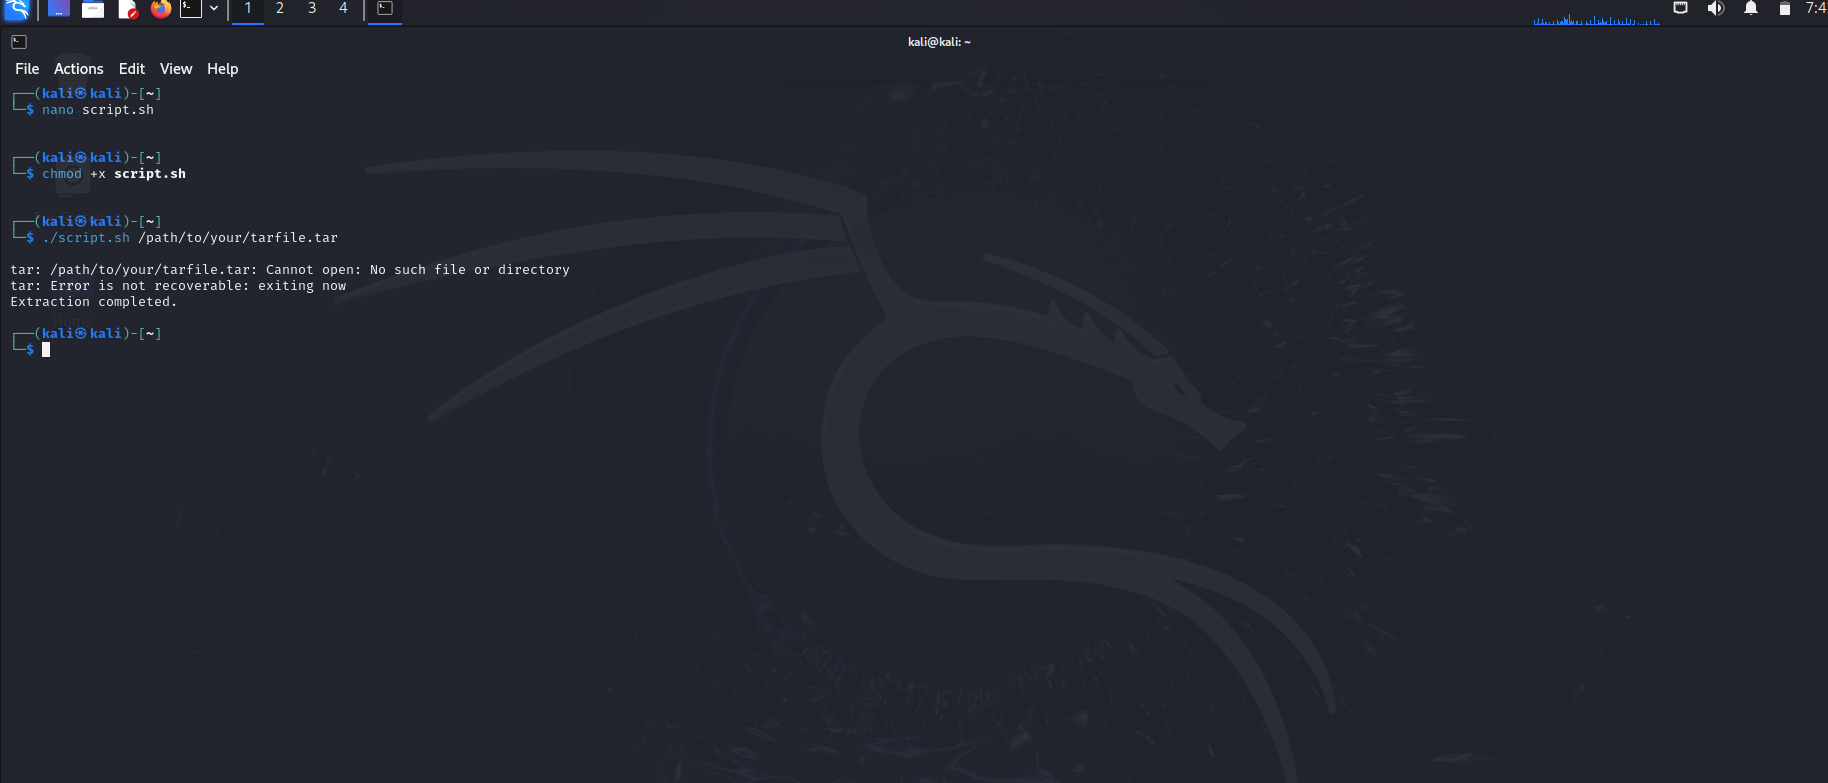 1 2 3 4
kali@kali: ~
File Actions Edit View Help
┌──(kali㉿kali)-[~]
└─$ nano script.sh
┌──(kali㉿kali)-[~]
└─$ chmod +x script.sh
┌──(kali㉿kali)-[~]
└─$ ./script.sh /path/to/your/tarfile.tar
tar: /path/to/your/tarfile.tar: Cannot open: No such file or directory
tar: Error is not recoverable: exiting now
Extraction completed.
Home
┌──(kali㉿kali)-[~]
└─$